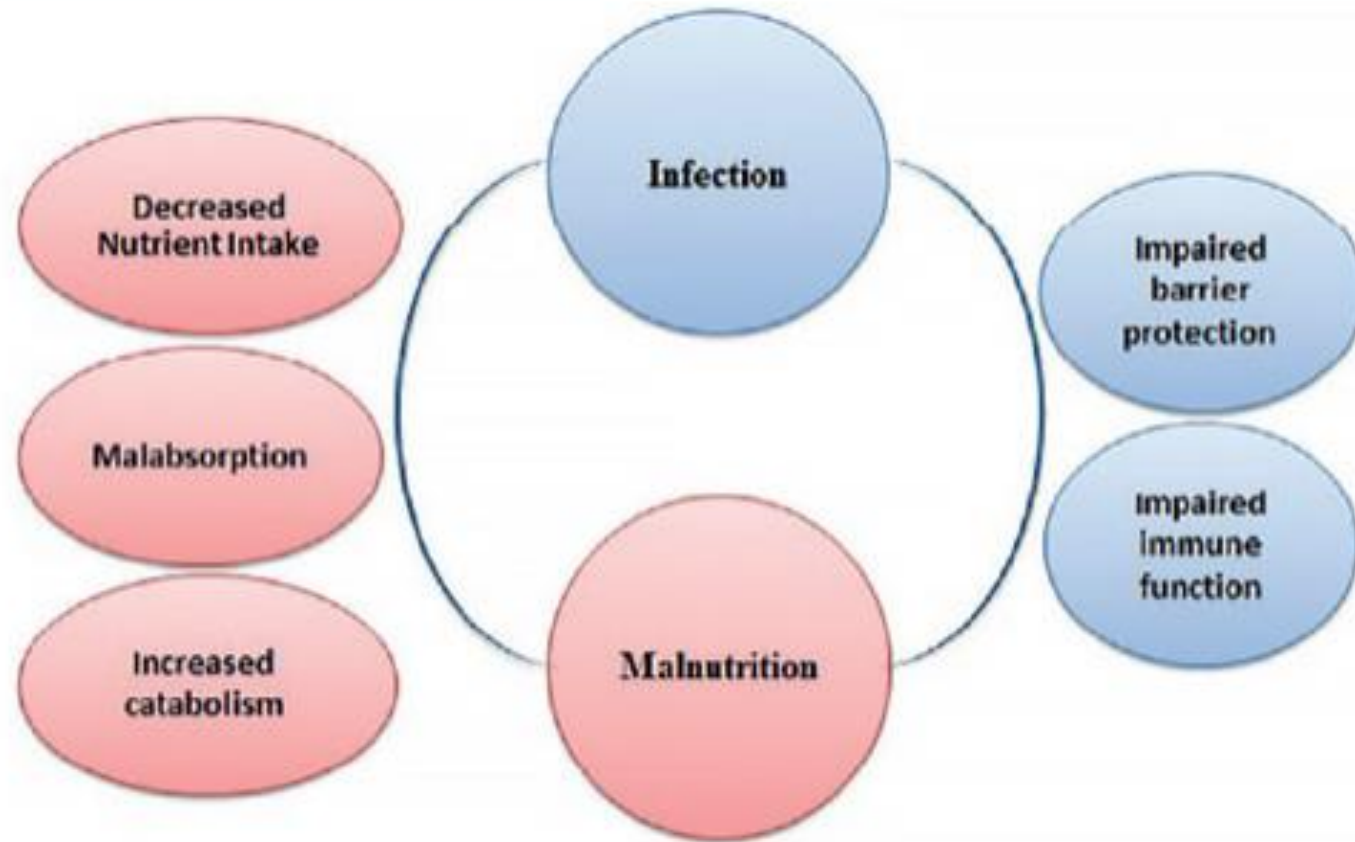 Infection
Decreased
Nutrient Intake
Malabsorption
Increased
catabolism
Malnutrition
Impaired
barrier
protection
Impaired
immune
function